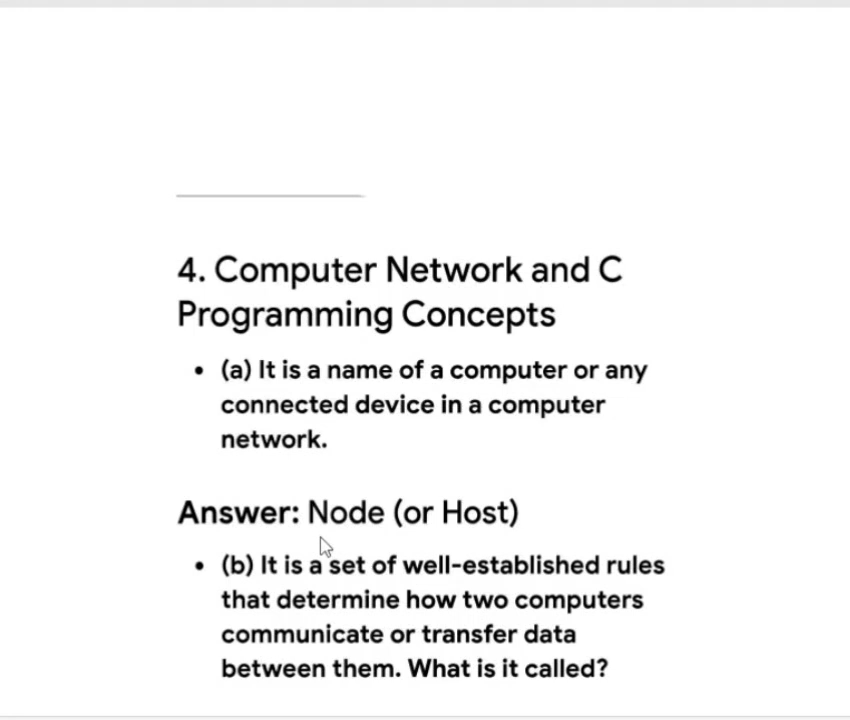 4. Computer Network and C
Programming Concepts
• (a) It is a name of a computer or any
connected device in a computer
network.
Answer: Node (or Host)
• (b) It is a set of well-established rules
that determine how two computers
communicate or transfer data
between them. What is it called?